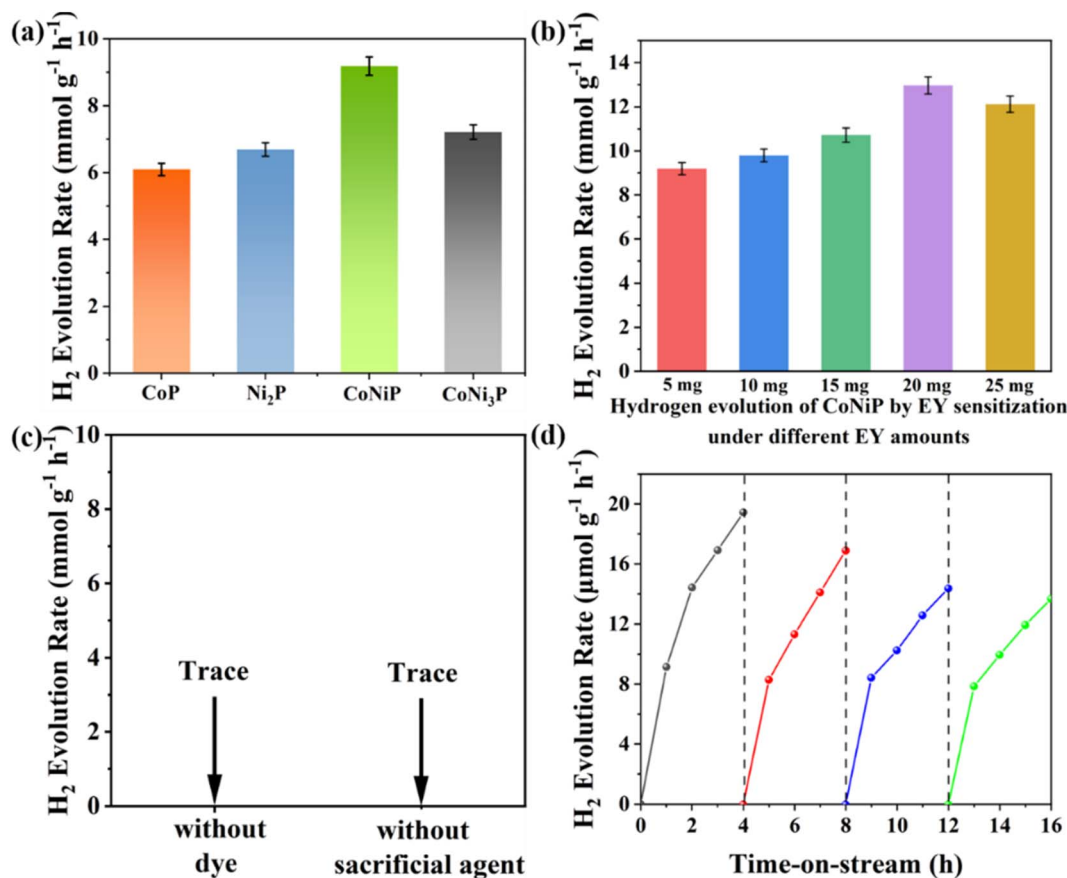 (a)
H₂ Evolution Rate (mmol g⁻¹ h⁻¹)
10
8
6
4
2
0
CoP Ni₂P CoNiP CoNi₃P
(b)
H₂ Evolution Rate (mmol g⁻¹ h⁻¹)
14
12
10
8
6
4
2
0
5 mg 10 mg 15 mg 20 mg 25 mg
Hydrogen evolution of CoNiP by EY sensitization
under different EY amounts
(c)
H₂ Evolution Rate (mmol g⁻¹ h⁻¹)
10
8
6
4
2
0
Trace Trace
without without
dye sacrificial agent
(d)
H₂ Evolution Rate (μmol g⁻¹ h⁻¹)
20
16
12
8
4
0
0 2 4 6 8 10 12 14 16
Time-on-stream (h)